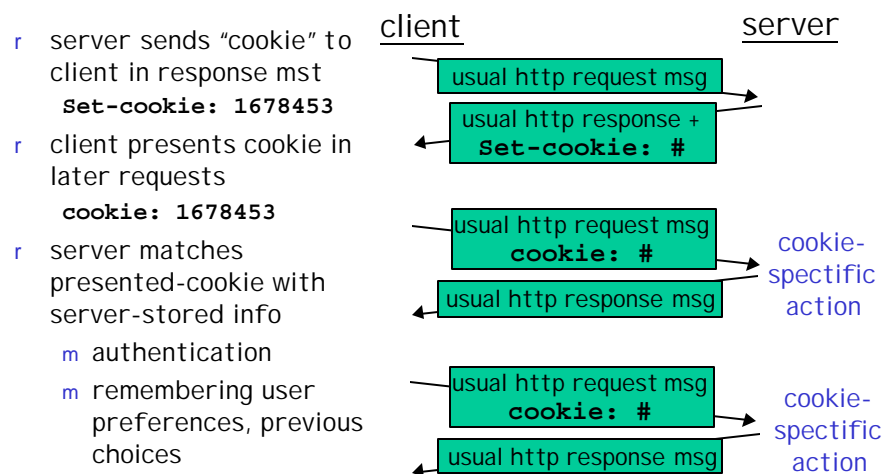 r server sends “cookie” to
client in response mst
Set-cookie: 1678453
r client presents cookie in
later requests
cookie: 1678453
r server matches
presented-cookie with
server-stored info
m authentication
m remembering user
preferences, previous
choices
client
server
usual http request msg
usual http response +
Set-cookie: #
usual http request msg
cookie: #
cookie-
spectific
action
usual http response msg
usual http request msg
cookie: #
cookie-
spectific
action
usual http response msg